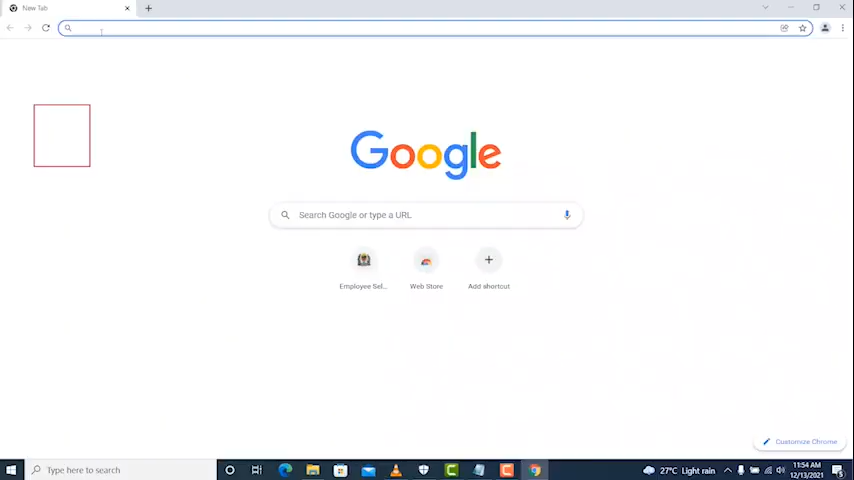 New Tab
Google
Search Google or type a URL
Employee Sel...
Web Store
Add shortcut
Customize Chrome
Type here to search
27°C Light rain
11:54 AM
12/13/2021